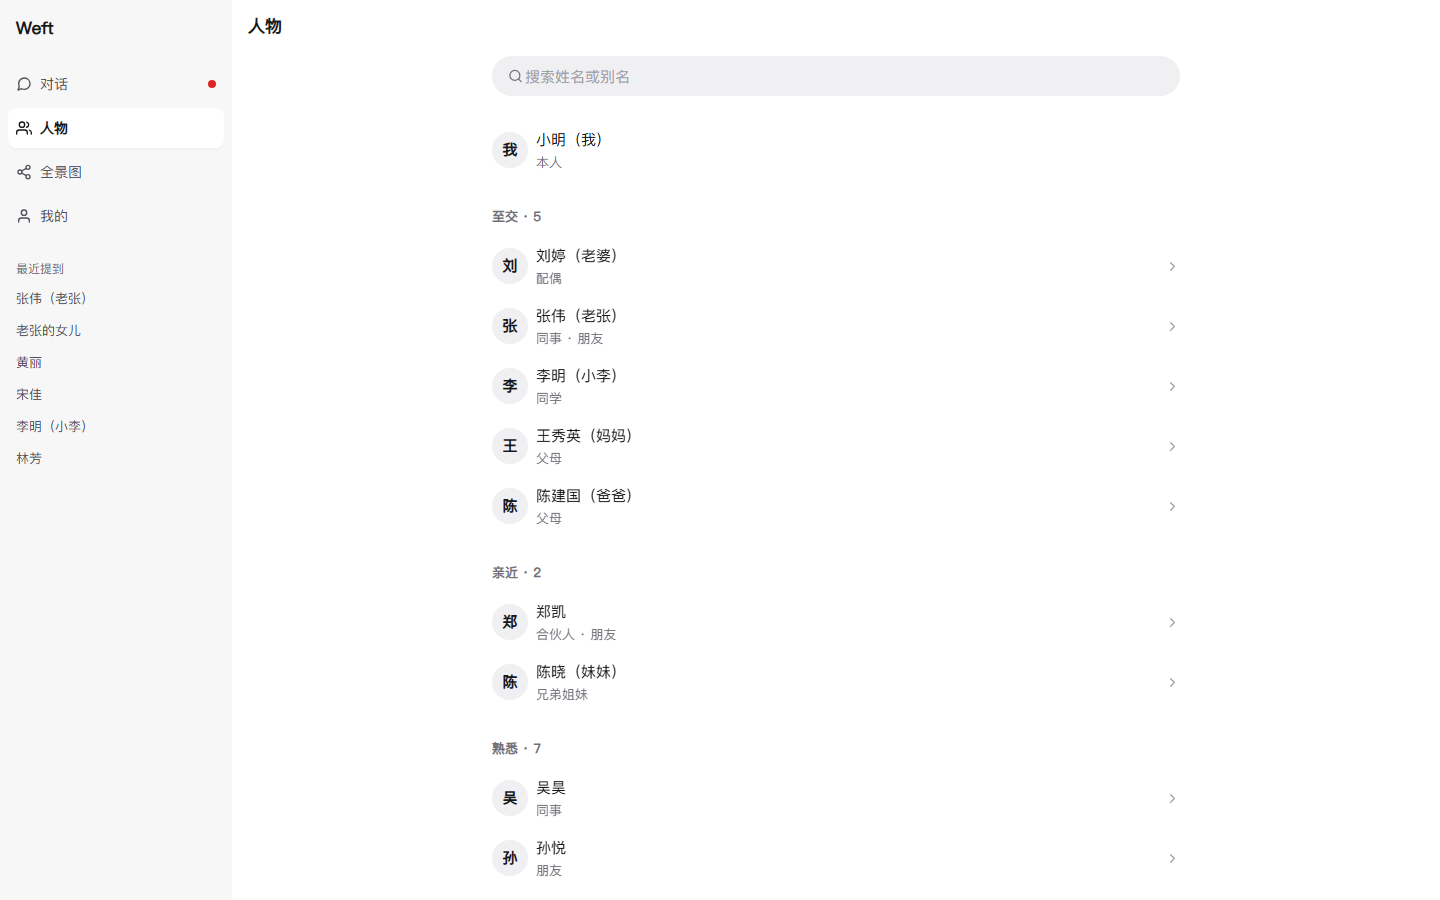 Weft
对话
人物
全景图
我的
最近提到
张伟（老张）
老张的女儿
黄丽
宋佳
李明（小李）
林芳
人物
搜索姓名或别名
我
小明（我）
本人
至交 · 5
刘
刘婷（老婆）
配偶
张
张伟（老张）
同事 · 朋友
李
李明（小李）
同学
王
王秀英（妈妈）
父母
陈
陈建国（爸爸）
父母
亲近 · 2
郑
郑凯
合伙人 · 朋友
陈
陈晓（妹妹）
兄弟姐妹
熟悉 · 7
吴
吴昊
同事
孙
孙悦
朋友